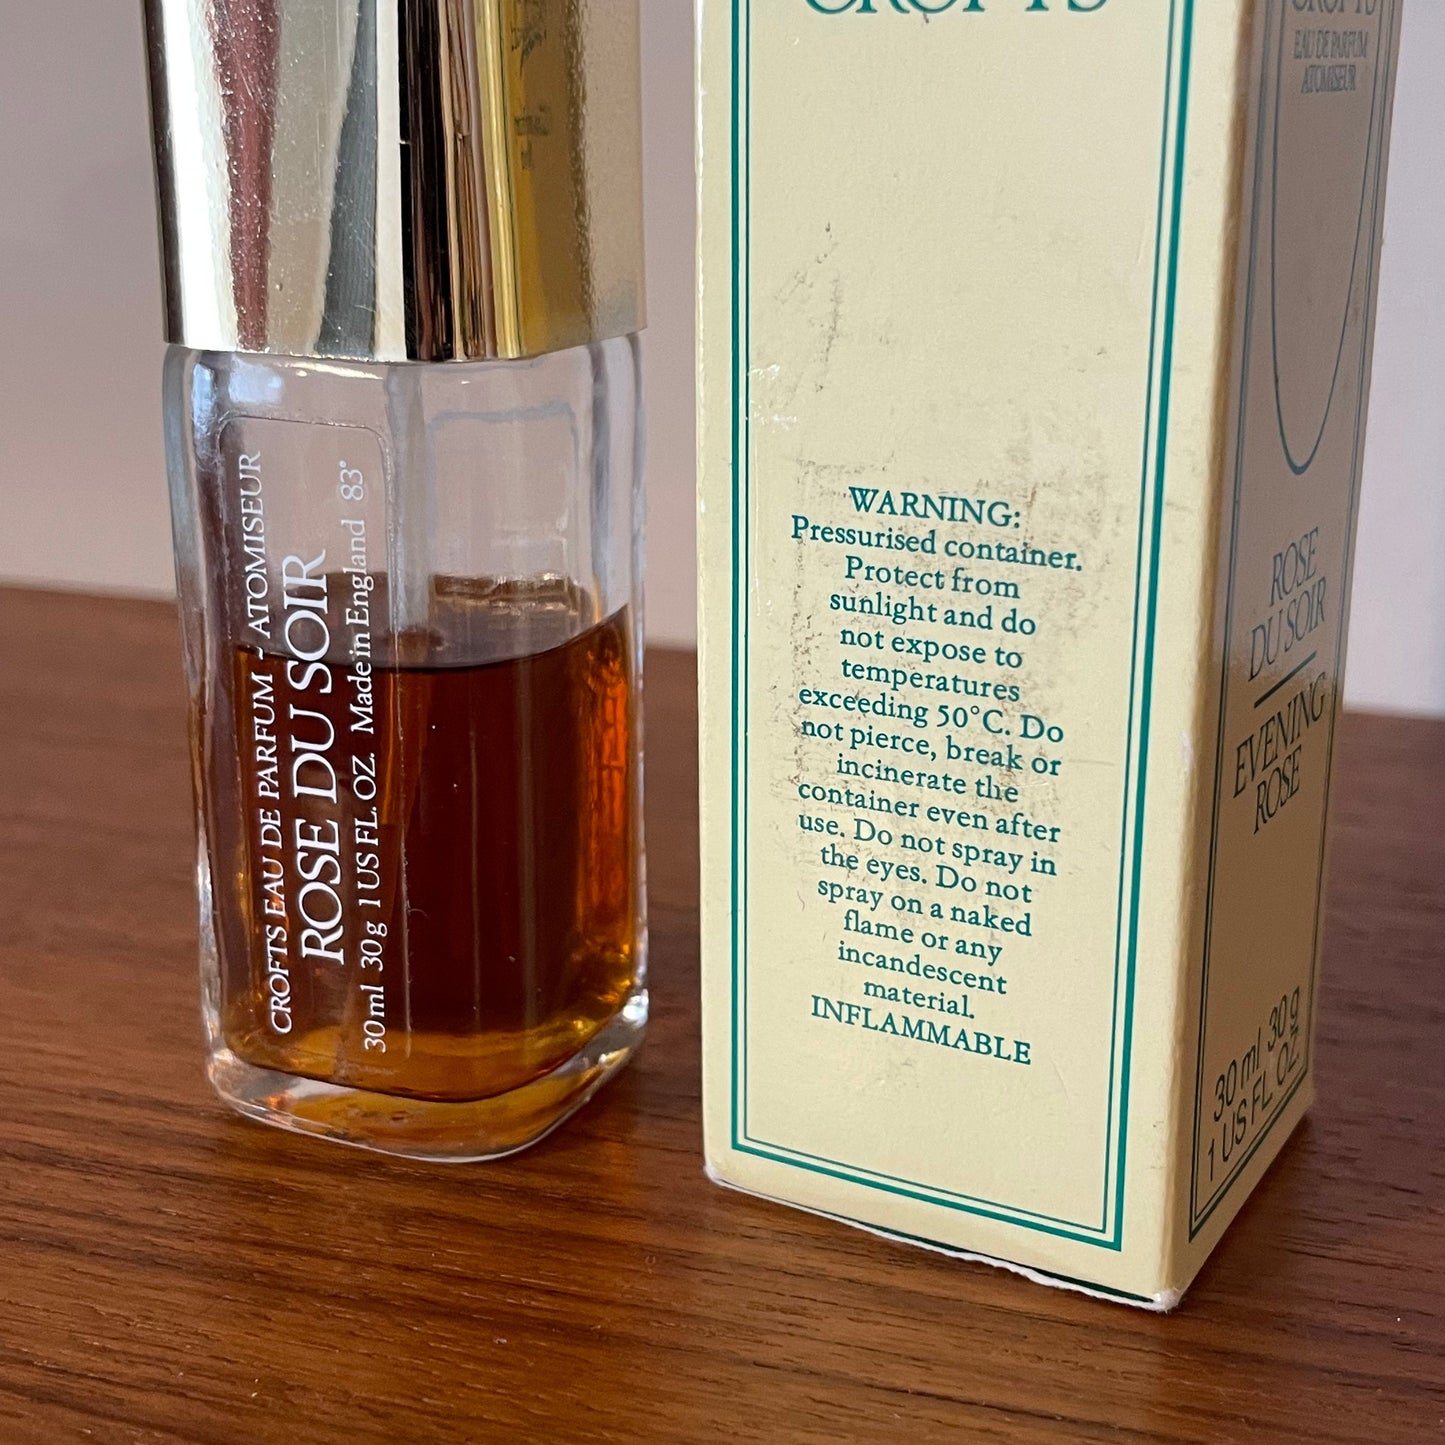 CROFTS EAU DE PARFUM - ATOMISEUR
ROSE DU SOIR
30ml 30g 1 US FL. OZ. Made in England 83°
CROFTS
WARNING:
Pressurised container.
Protect from
sunlight and do
not expose to
temperatures
exceeding 50°C. Do
not pierce, break or
incinerate the
container even after
use. Do not spray in
the eyes. Do not
spray on a naked
flame or any
incandescent
material.
INFLAMMABLE
CROFTS
EAU DE PARFUM
ATOMISEUR
ROSE
DU SOIR
EVENING
ROSE
30 ml 30 g
1 US FL OZ